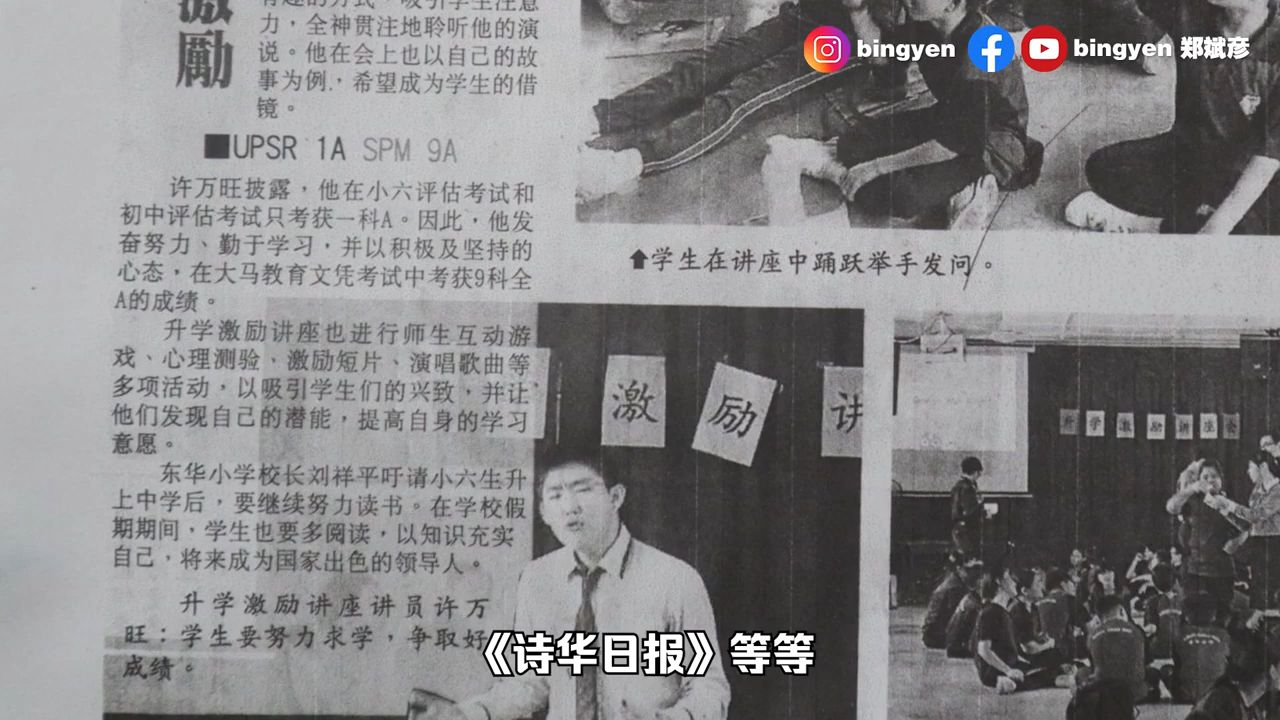 激
励
有趣的方式，吸引学生注意
力，全神贯注地聆听他的演
说。他在会上也以自己的故
事为例，希望成为学生的借
镜。
■UPSR 1A SPM 9A
许万旺披露，他在小六评估考试和
初中评估考试只考获一科A。因此，他发
奋努力、勤于学习，并以积极及坚持的
心态，在大马教育文凭考试中考获9科全
A的成绩。
升学激励讲座也进行师生互动游
戏、心理测验、激励短片、演唱歌曲等
多项活动，以吸引学生们的兴致，并让
他们发现自己的潜能，提高自身的学习
意愿。
东华小学校长刘祥平吁请小六生升
上中学后，要继续努力读书。在学校假
期期间，学生也要多阅读，以知识充实
自己，将来成为国家出色的领导人。
升学激励讲座讲员许万
旺：学生要努力求学，争取好
成绩。
bingyen
bingyen 郑斌彦
⬆学生在讲座中踊跃举手发问。
激励讲
升学激励讲座会
《诗华日报》等等